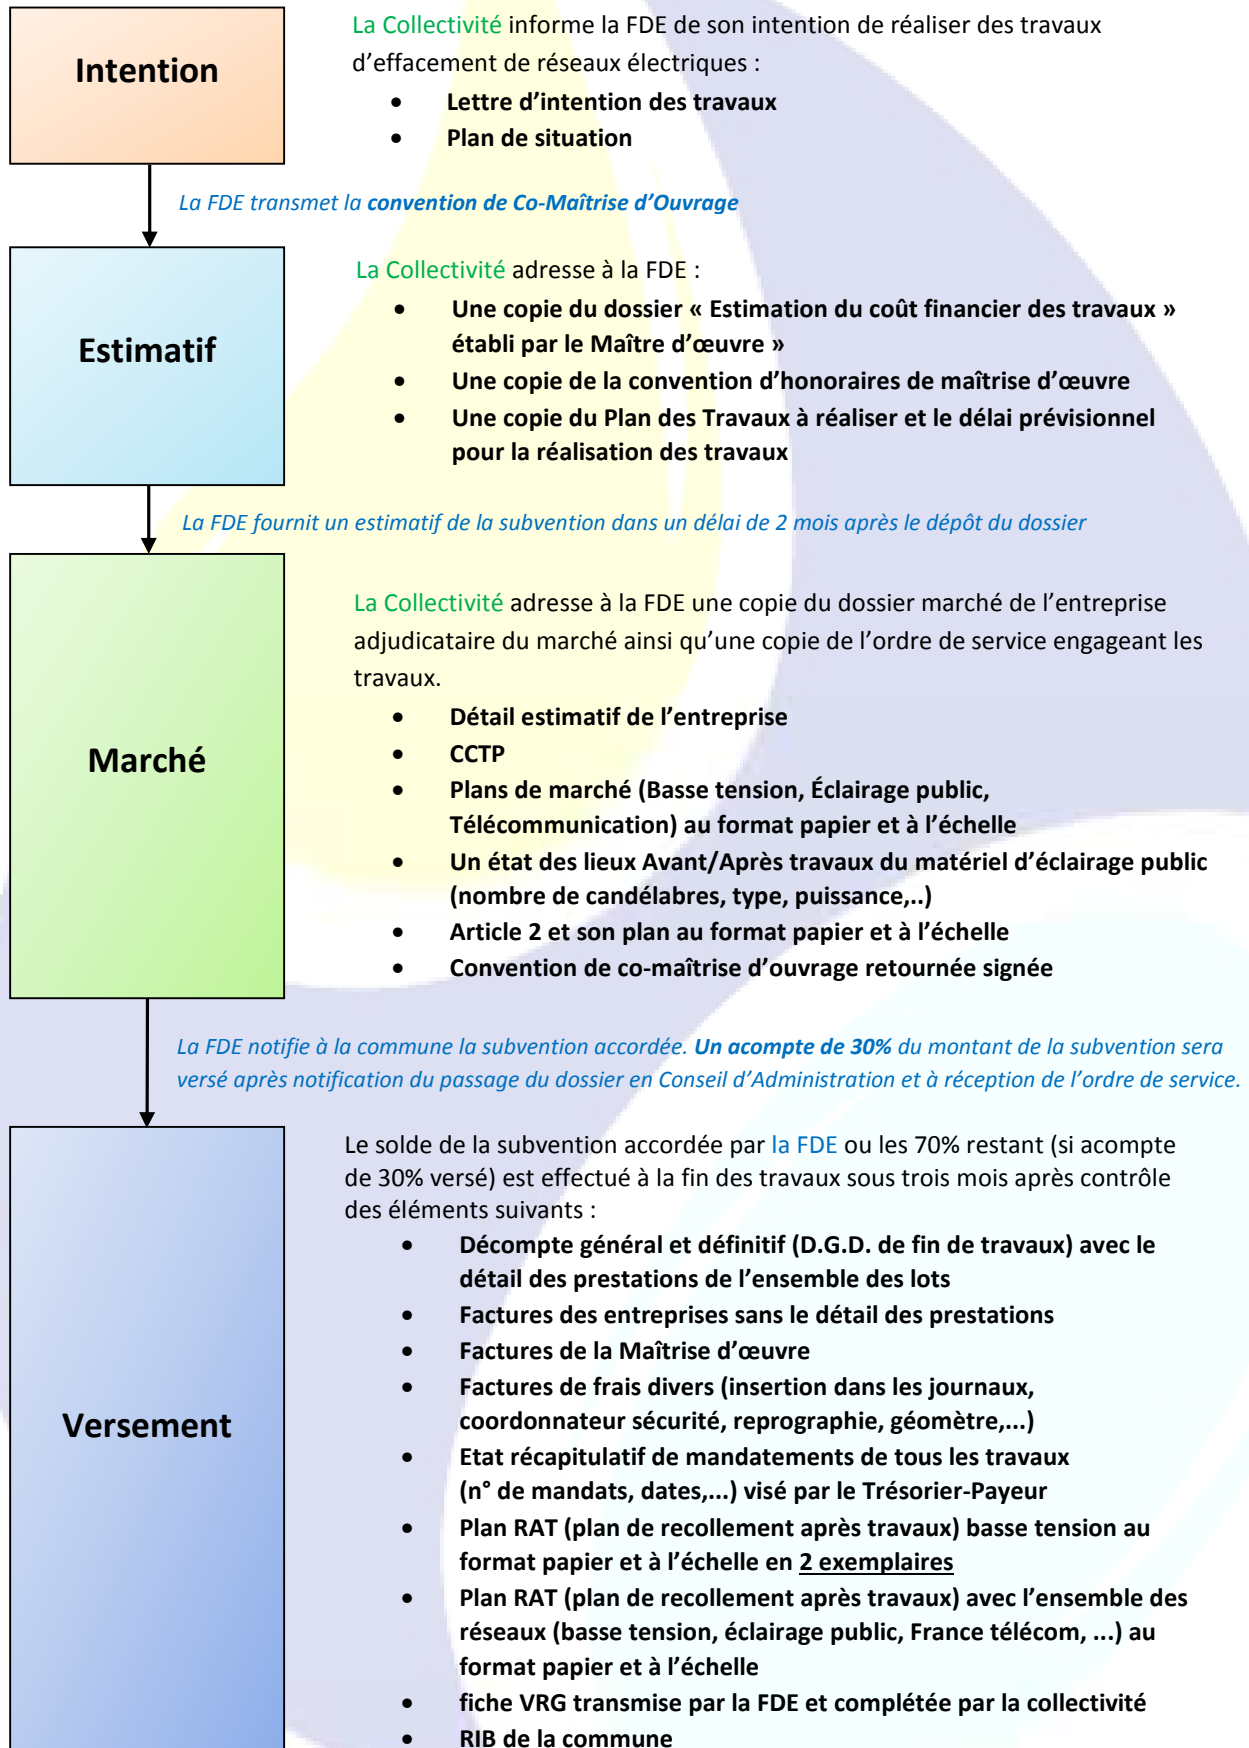 Intention
La Collectivité informe la FDE de son intention de réaliser des travaux
d’effacement de réseaux électriques :
• Lettre d’intention des travaux
• Plan de situation
La FDE transmet la convention de Co-Maîtrise d’Ouvrage
Estimatif
La Collectivité adresse à la FDE :
• Une copie du dossier « Estimation du coût financier des travaux »
établi par le Maître d’œuvre »
• Une copie de la convention d’honoraires de maîtrise d’œuvre
• Une copie du Plan des Travaux à réaliser et le délai prévisionnel
pour la réalisation des travaux
La FDE fournit un estimatif de la subvention dans un délai de 2 mois après le dépôt du dossier
Marché
La Collectivité adresse à la FDE une copie du dossier marché de l’entreprise
adjudicataire du marché ainsi qu’une copie de l’ordre de service engageant les
travaux.
• Détail estimatif de l’entreprise
• CCTP
• Plans de marché (Basse tension, Éclairage public,
Télécommunication) au format papier et à l’échelle
• Un état des lieux Avant/Après travaux du matériel d’éclairage public
(nombre de candélabres, type, puissance,..)
• Article 2 et son plan au format papier et à l’échelle
• Convention de co-maîtrise d’ouvrage retournée signée
La FDE notifie à la commune la subvention accordée. Un acompte de 30% du montant de la subvention sera
versé après notification du passage du dossier en Conseil d’Administration et à réception de l’ordre de service.
Versement
Le solde de la subvention accordée par la FDE ou les 70% restant (si acompte
de 30% versé) est effectué à la fin des travaux sous trois mois après contrôle
des éléments suivants :
• Décompte général et définitif (D.G.D. de fin de travaux) avec le
détail des prestations de l’ensemble des lots
• Factures des entreprises sans le détail des prestations
• Factures de la Maîtrise d’œuvre
• Factures de frais divers (insertion dans les journaux,
coordonnateur sécurité, reprographie, géomètre,...)
• Etat récapitulatif de mandatements de tous les travaux
(n° de mandats, dates,...) visé par le Trésorier-Payeur
• Plan RAT (plan de recollement après travaux) basse tension au
format papier et à l’échelle en 2 exemplaires
• Plan RAT (plan de recollement après travaux) avec l’ensemble des
réseaux (basse tension, éclairage public, France télécom, ...) au
format papier et à l’échelle
• fiche VRG transmise par la FDE et complétée par la collectivité
• RIB de la commune